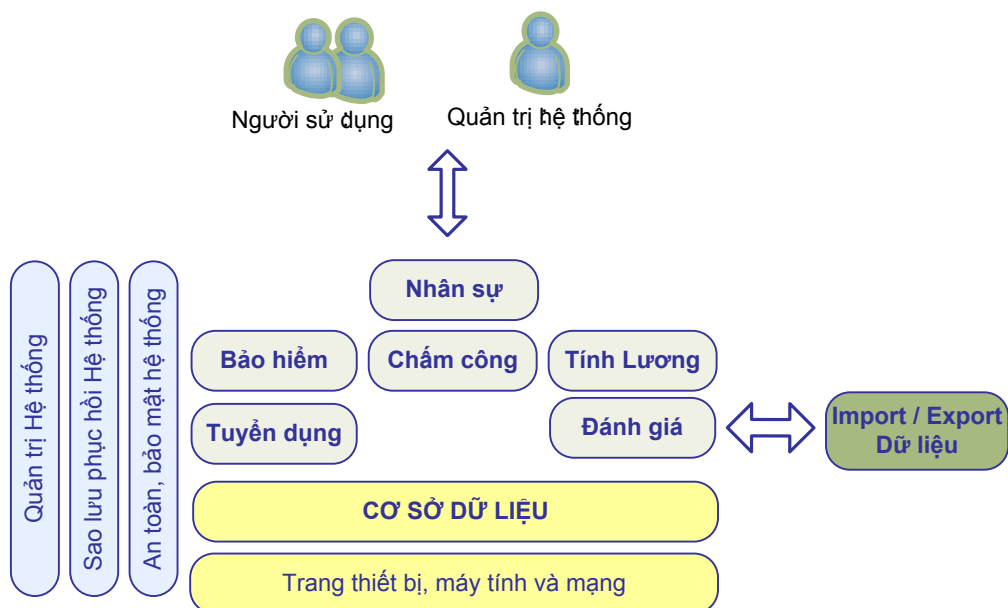 Người sử dụng
Quản trị hệ thống
Quản trị Hệ thống
Sao lưu phục hồi Hệ thống
An toàn, bảo mật hệ thống
Nhân sự
Bảo hiểm
Chấm công
Tính Lương
Tuyển dụng
Đánh giá
Import / Export
Dữ liệu
CƠ SỞ DỮ LIỆU
Trang thiết bị, máy tính và mạng